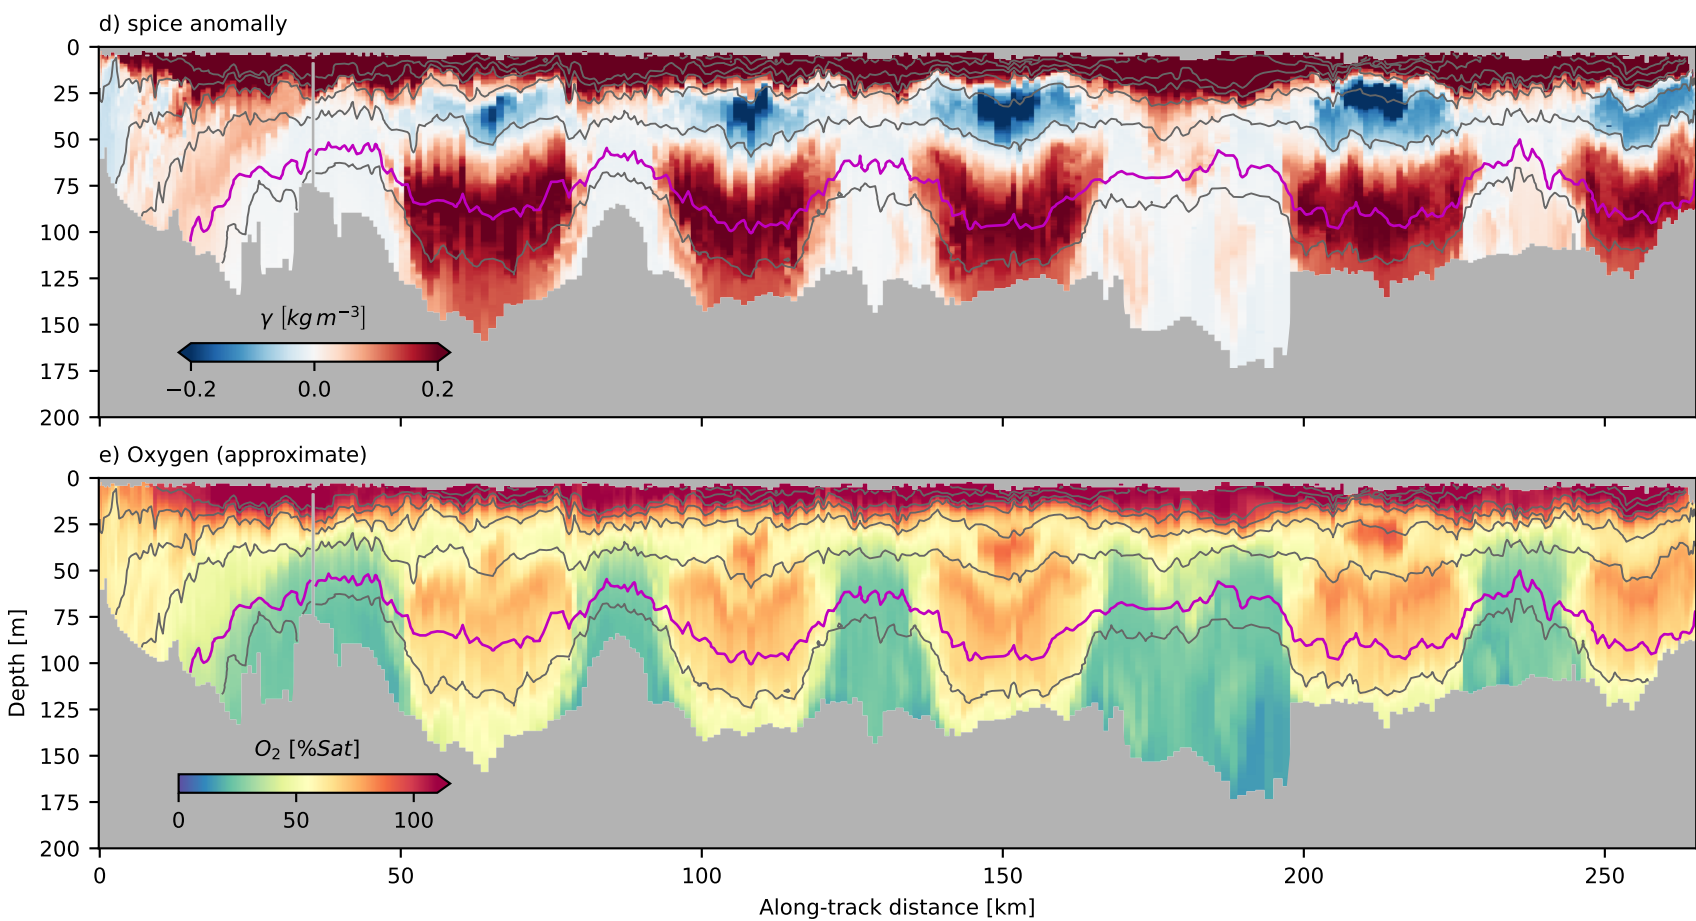 d) spice anomally
0
25
50
75
100
125
150
175
200
γ [kg m⁻³]
−0.2 0.0 0.2
e) Oxygen (approximate)
0
25
50
75
100
125
150
175
200
Depth [m]
O₂ [%Sat]
0 50 100
0 50 100 150 200 250
Along-track distance [km]